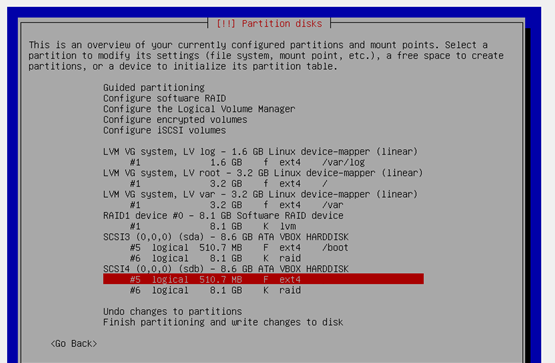 [!!] Partition disks
This is an overview of your currently configured partitions and mount points. Select a
partition to modify its settings (file system, mount point, etc.), a free space to create
partitions, or a device to initialize its partition table.
Guided partitioning
Configure software RAID
Configure the Logical Volume Manager
Configure encrypted volumes
Configure iSCSI volumes
LVM VG system, LV log - 1.6 GB Linux device-mapper (linear)
#1 1.6 GB f ext4 /var/log
LVM VG system, LV root - 3.2 GB Linux device-mapper (linear)
#1 3.2 GB f ext4 /
LVM VG system, LV var - 3.2 GB Linux device-mapper (linear)
#1 3.2 GB f ext4 /var
RAID1 device #0 - 8.1 GB Software RAID device
#1 8.1 GB K lvm
SCSI3 (0,0,0) (sda) - 8.6 GB ATA VBOX HARDDISK
#5 logical 510.7 MB F ext4 /boot
#6 logical 8.1 GB K raid
SCSI4 (0,0,0) (sdb) - 8.6 GB ATA VBOX HARDDISK
#5 logical 510.7 MB F ext4
#6 logical 8.1 GB K raid
Undo changes to partitions
Finish partitioning and write changes to disk
<Go Back>